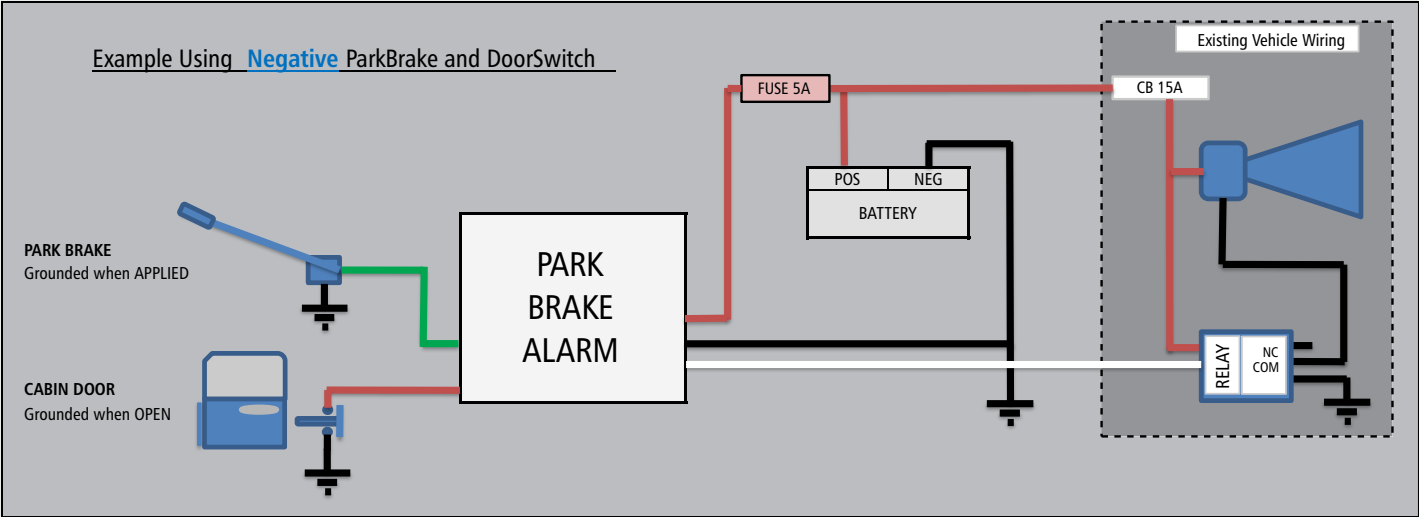 Example Using Negative ParkBrake and DoorSwitch
Existing Vehicle Wiring
FUSE 5A
CB 15A
POS
NEG
BATTERY
PARK BRAKE
Grounded when APPLIED
PARK
BRAKE
ALARM
CABIN DOOR
Grounded when OPEN
RELAY
NC
COM